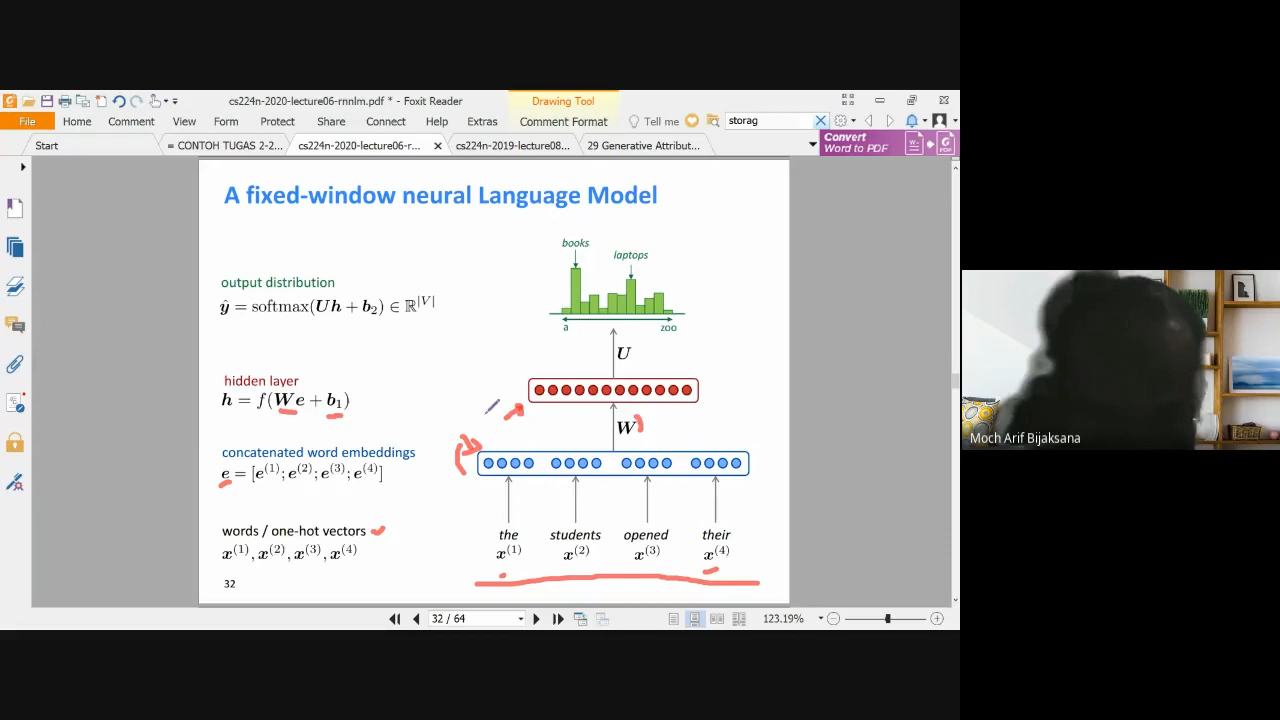 cs224n-2020-lecture06-rnnlm.pdf * - Foxit Reader
Drawing Tool
File Home Comment View Form Protect Share Connect Help Extras Comment Format Tell me storag
Start = CONTOH TUGAS 2-2... cs224n-2020-lecture06-r... cs224n-2019-lecture08... 29 Generative Attribut...
Convert
Word to PDF
A fixed-window neural Language Model
books
laptops
output distribution
ŷ = softmax(Uh + b₂) ∈ ℝ^|V|
a zoo
U
hidden layer
h = f(We + b₁)
W
concatenated word embeddings
e = [e⁽¹⁾; e⁽²⁾; e⁽³⁾; e⁽⁴⁾]
words / one-hot vectors
x⁽¹⁾, x⁽²⁾, x⁽³⁾, x⁽⁴⁾
the students opened their
x⁽¹⁾ x⁽²⁾ x⁽³⁾ x⁽⁴⁾
32
32 / 64
123.19%
Moch Arif Bijaksana